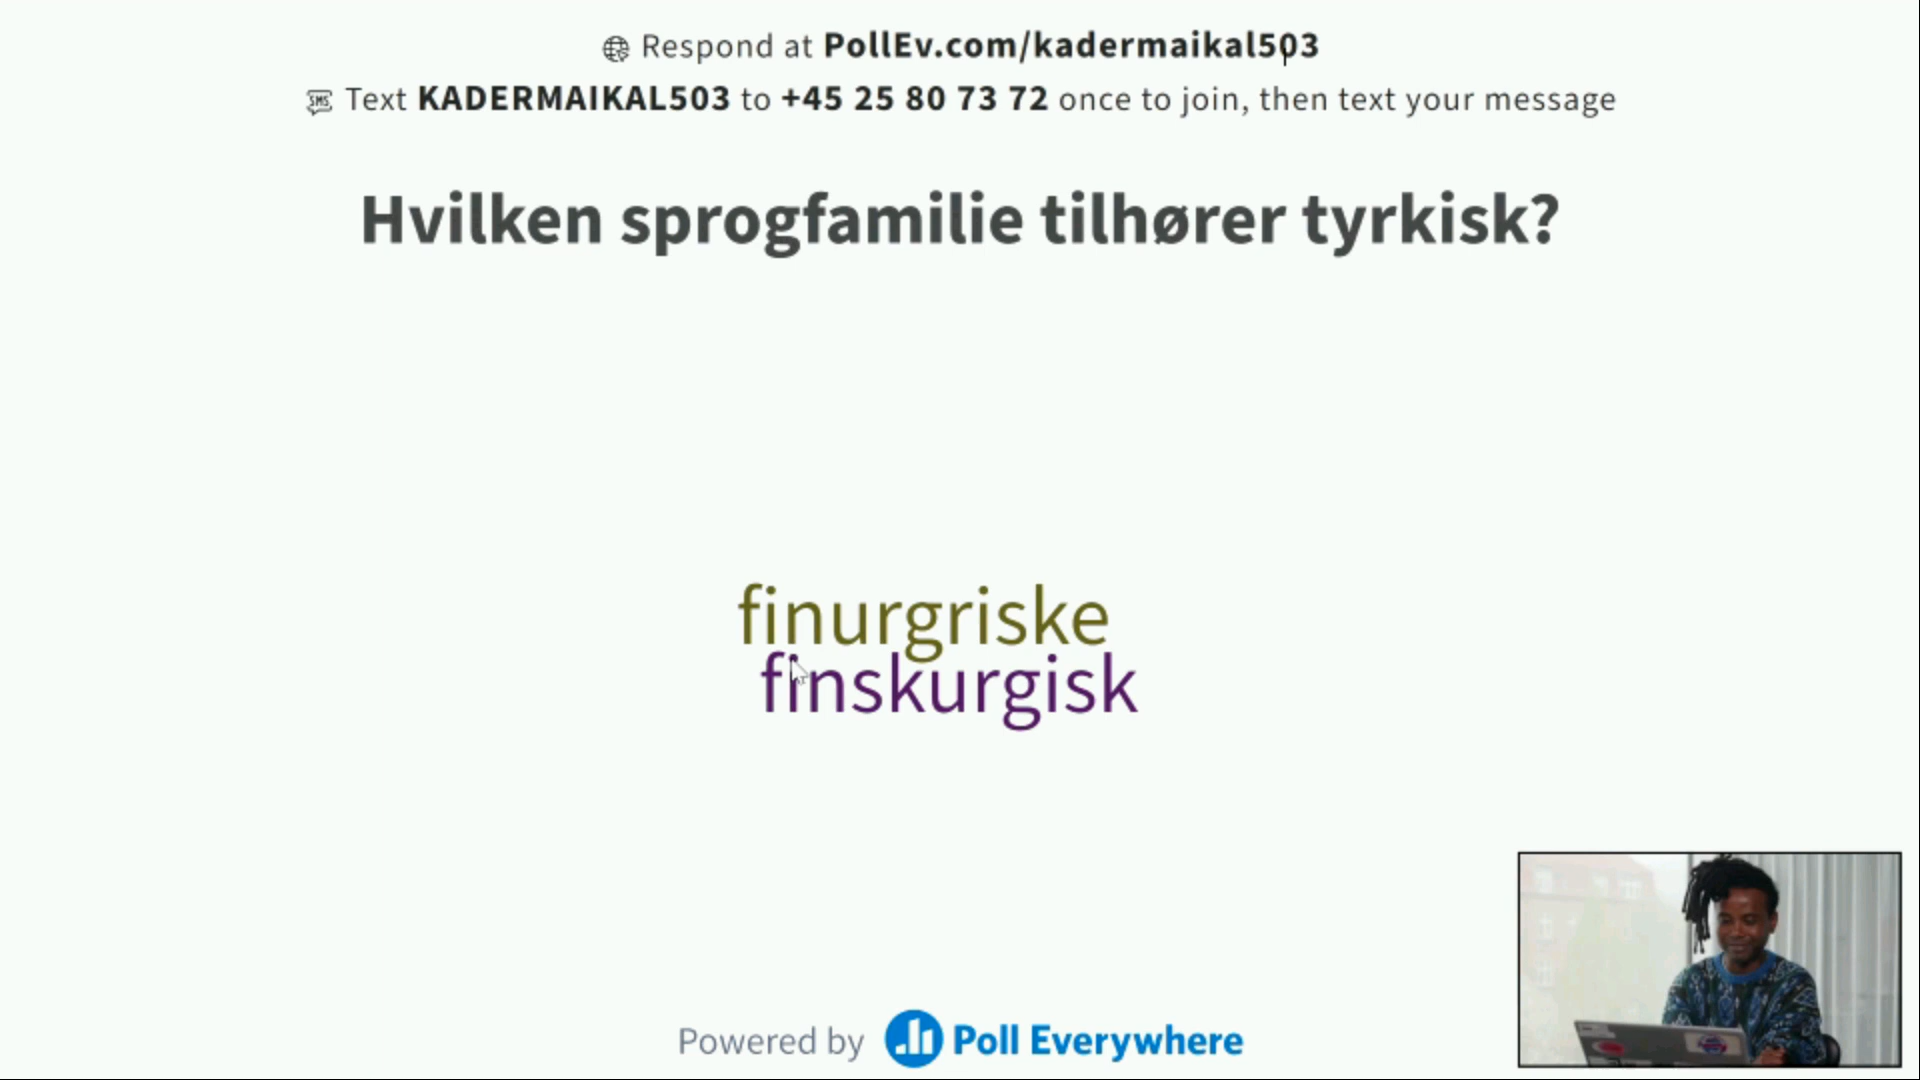 Respond at PollEv.com/kadermaikal503
Text KADERMAIKAL503 to +45 25 80 73 72 once to join, then text your message
Hvilken sprogfamilie tilhører tyrkisk?
finurgriske
finskurgisk
Powered by Poll Everywhere